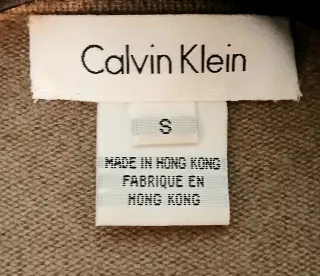 Calvin Klein
S
MADE IN HONG KONG
FABRIQUE EN
HONG KONG